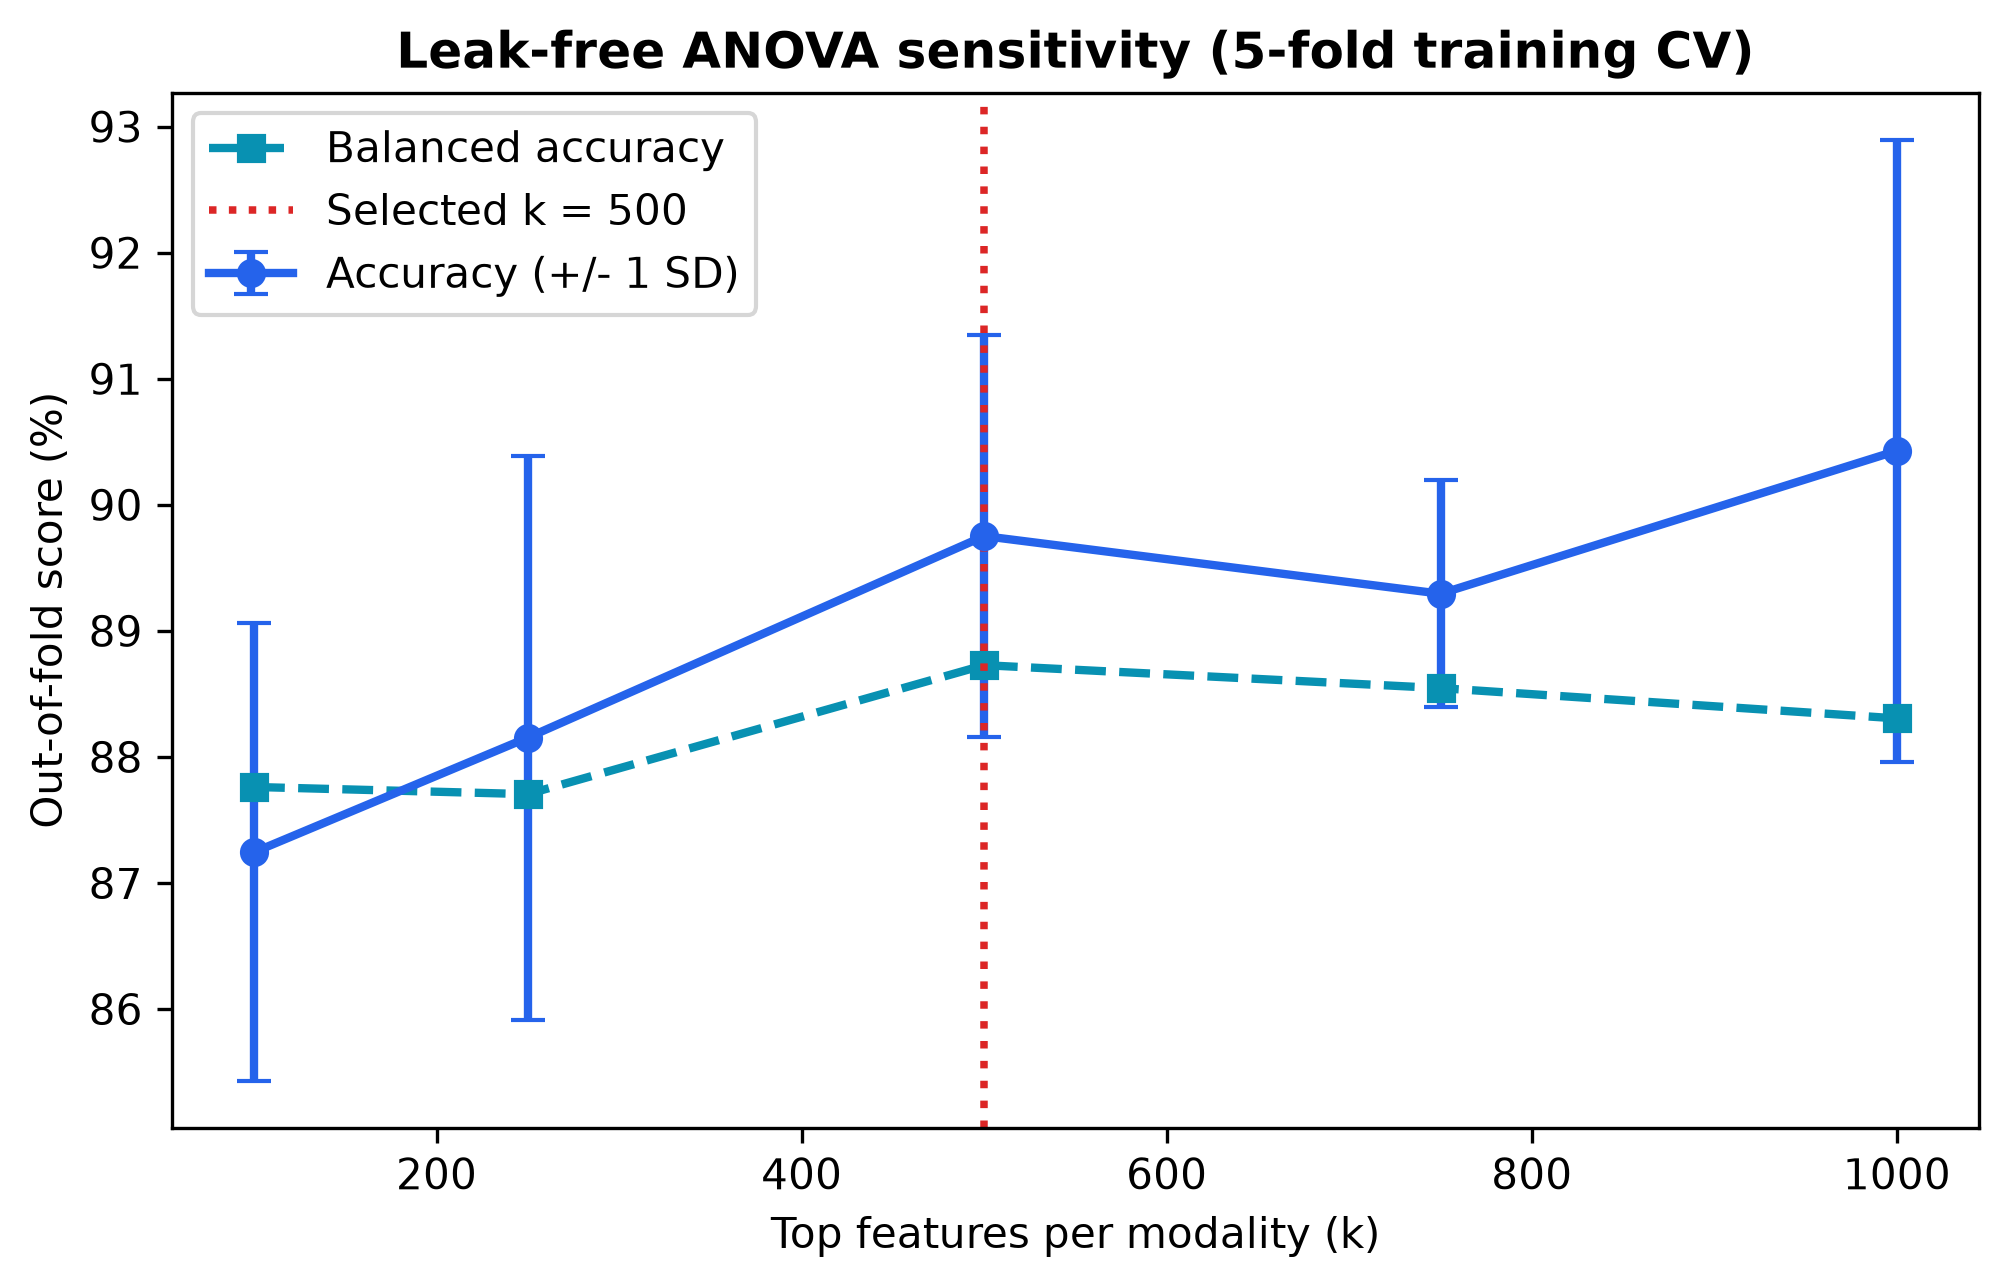 Leak-free ANOVA sensitivity (5-fold training CV)
Balanced accuracy
Selected k = 500
Accuracy (+/- 1 SD)
93
92
91
90
89
88
87
86
Out-of-fold score (%)
200 400 600 800 1000
Top features per modality (k)